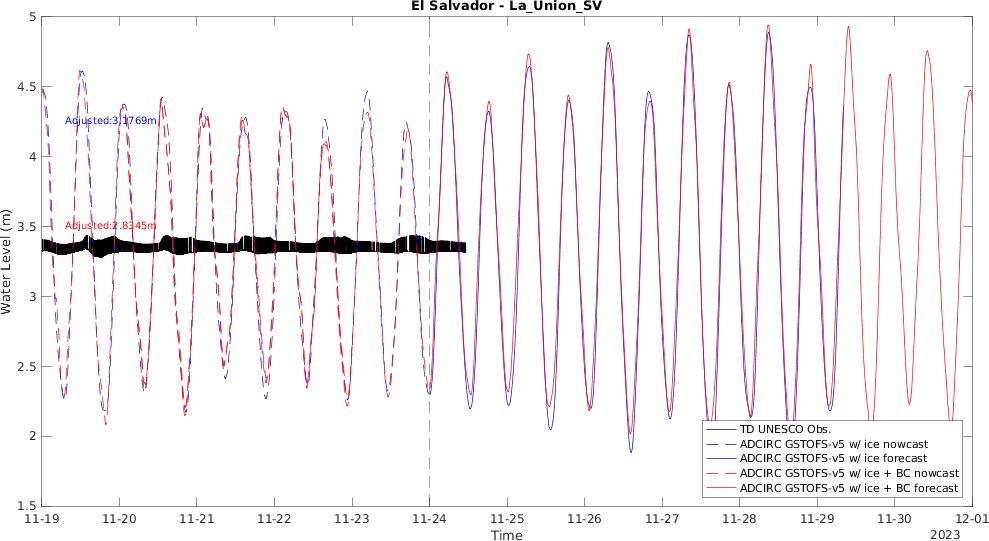 El Salvador - La_Union_SV
Water Level (m)
5
4.5
4
3.5
3
2.5
2
1.5
Adjusted:3.1769m
Adjusted:2.8345m
TD UNESCO Obs.
ADCIRC GSTOFS-v5 w/ ice nowcast
ADCIRC GSTOFS-v5 w/ ice forecast
ADCIRC GSTOFS-v5 w/ ice + BC nowcast
ADCIRC GSTOFS-v5 w/ ice + BC forecast
11-19 11-20 11-21 11-22 11-23 11-24 11-25 11-26 11-27 11-28 11-29 11-30 12-01
Time
2023